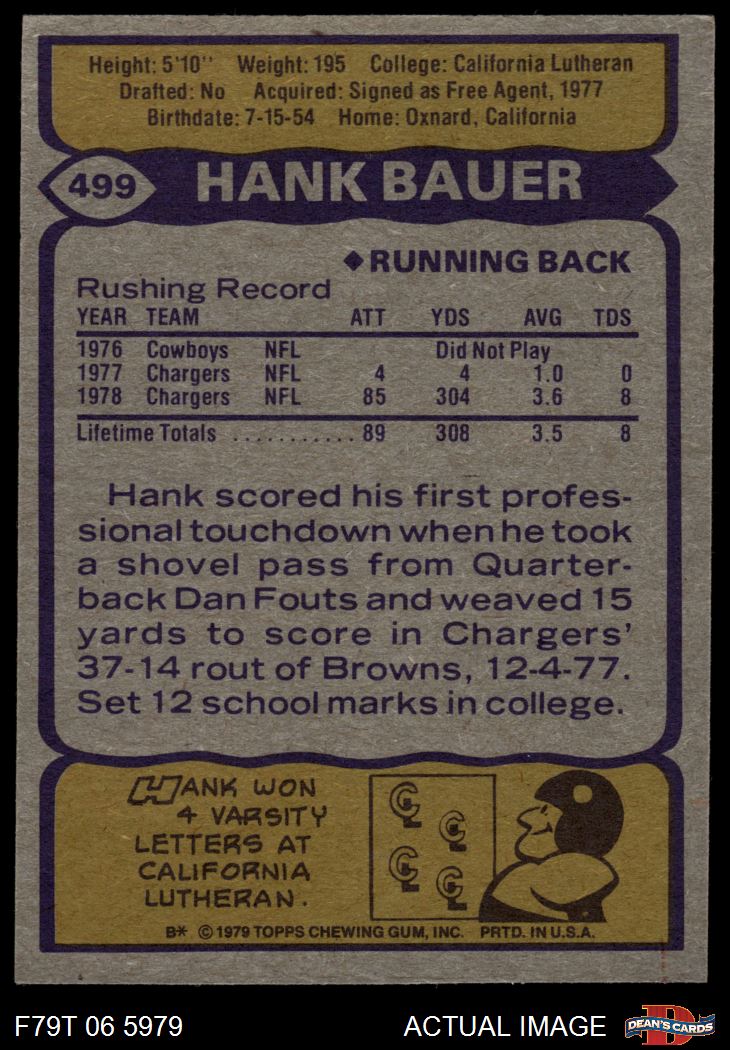 Height: 5'10" Weight: 195 College: California Lutheran
Drafted: No Acquired: Signed as Free Agent, 1977
Birthdate: 7-15-54 Home: Oxnard, California
499 HANK BAUER
◆ RUNNING BACK
Rushing Record
YEAR TEAM ATT YDS AVG TDS
1976 Cowboys NFL Did Not Play
1977 Chargers NFL 4 4 1.0 0
1978 Chargers NFL 85 304 3.6 8
Lifetime Totals ........... 89 308 3.5 8
Hank scored his first profes-
sional touchdown when he took
a shovel pass from Quarter-
back Dan Fouts and weaved 15
yards to score in Chargers'
37-14 rout of Browns, 12-4-77.
Set 12 school marks in college.
HANK WON
4 VARSITY
LETTERS AT
CALIFORNIA
LUTHERAN.
CL CL CL CL
B* © 1979 TOPPS CHEWING GUM, INC. PRTD. IN U.S.A.
F79T 06 5979 ACTUAL IMAGE D DEAN'S CARDS